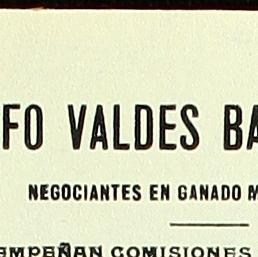 FO VALDES BA
NEGOCIANTES EN GANADO M
EMPEÑAN COMISIONES